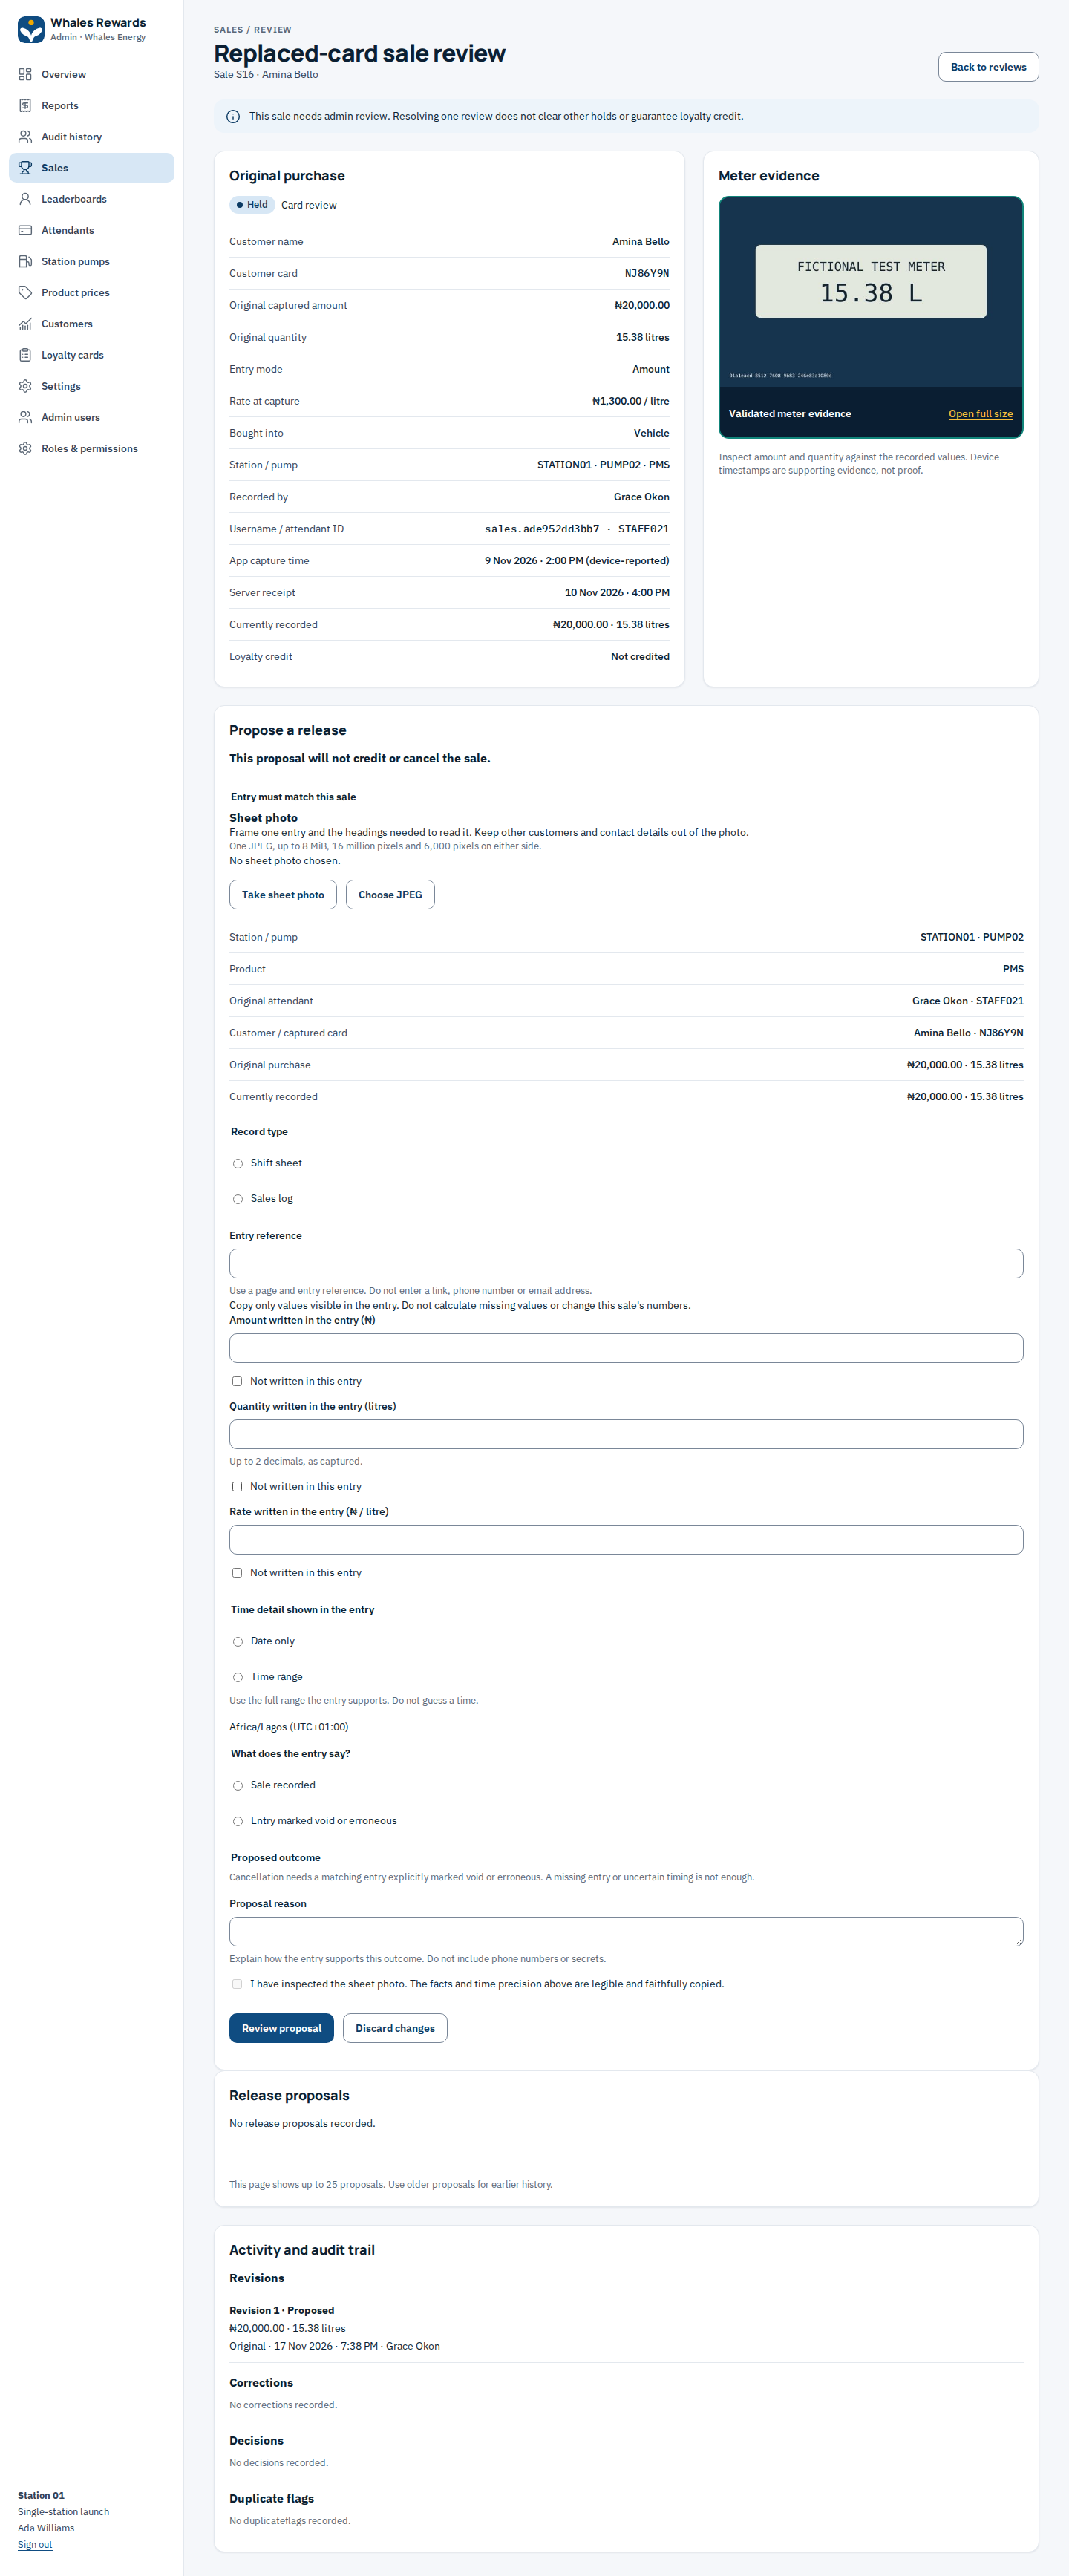 Whales Rewards
Admin · Whales Energy
Overview
Reports
Audit history
Sales
Leaderboards
Attendants
Station pumps
Product prices
Customers
Loyalty cards
Settings
Admin users
Roles & permissions
Station 01
Single-station launch
Ada Williams
Sign out
SALES / REVIEW
Replaced-card sale review
Sale S16 · Amina Bello
Back to reviews
This sale needs admin review. Resolving one review does not clear other holds or guarantee loyalty credit.
Original purchase
Held Card review
Customer name Amina Bello
Customer card NJ86Y9N
Original captured amount ₦20,000.00
Original quantity 15.38 litres
Entry mode Amount
Rate at capture ₦1,300.00 / litre
Bought into Vehicle
Station / pump STATION01 · PUMP02 · PMS
Recorded by Grace Okon
Username / attendant ID sales.ade952dd3bb7 · STAFF021
App capture time 9 Nov 2026 · 2:00 PM (device-reported)
Server receipt 10 Nov 2026 · 4:00 PM
Currently recorded ₦20,000.00 · 15.38 litres
Loyalty credit Not credited
Meter evidence
FICTIONAL TEST METER
15.38 L
Validated meter evidence Open full size
Inspect amount and quantity against the recorded values. Device
timestamps are supporting evidence, not proof.
Propose a release
This proposal will not credit or cancel the sale.
Entry must match this sale
Sheet photo
Frame one entry and the headings needed to read it. Keep other customers and contact details out of the photo.
One JPEG, up to 8 MiB, 16 million pixels and 6,000 pixels on either side.
No sheet photo chosen.
Take sheet photo Choose JPEG
Station / pump STATION01 · PUMP02
Product PMS
Original attendant Grace Okon · STAFF021
Customer / captured card Amina Bello · NJ86Y9N
Original purchase ₦20,000.00 · 15.38 litres
Currently recorded ₦20,000.00 · 15.38 litres
Record type
Shift sheet
Sales log
Entry reference
Use a page and entry reference. Do not enter a link, phone number or email address.
Copy only values visible in the entry. Do not calculate missing values or change this sale's numbers.
Amount written in the entry (₦)
Not written in this entry
Quantity written in the entry (litres)
Up to 2 decimals, as captured.
Not written in this entry
Rate written in the entry (₦ / litre)
Not written in this entry
Time detail shown in the entry
Date only
Time range
Use the full range the entry supports. Do not guess a time.
Africa/Lagos (UTC+01:00)
What does the entry say?
Sale recorded
Entry marked void or erroneous
Proposed outcome
Cancellation needs a matching entry explicitly marked void or erroneous. A missing entry or uncertain timing is not enough.
Proposal reason
Explain how the entry supports this outcome. Do not include phone numbers or secrets.
I have inspected the sheet photo. The facts and time precision above are legible and faithfully copied.
Review proposal Discard changes
Release proposals
No release proposals recorded.
This page shows up to 25 proposals. Use older proposals for earlier history.
Activity and audit trail
Revisions
Revision 1 · Proposed
₦20,000.00 · 15.38 litres
Original · 17 Nov 2026 · 7:38 PM · Grace Okon
Corrections
No corrections recorded.
Decisions
No decisions recorded.
Duplicate flags
No duplicateflags recorded.